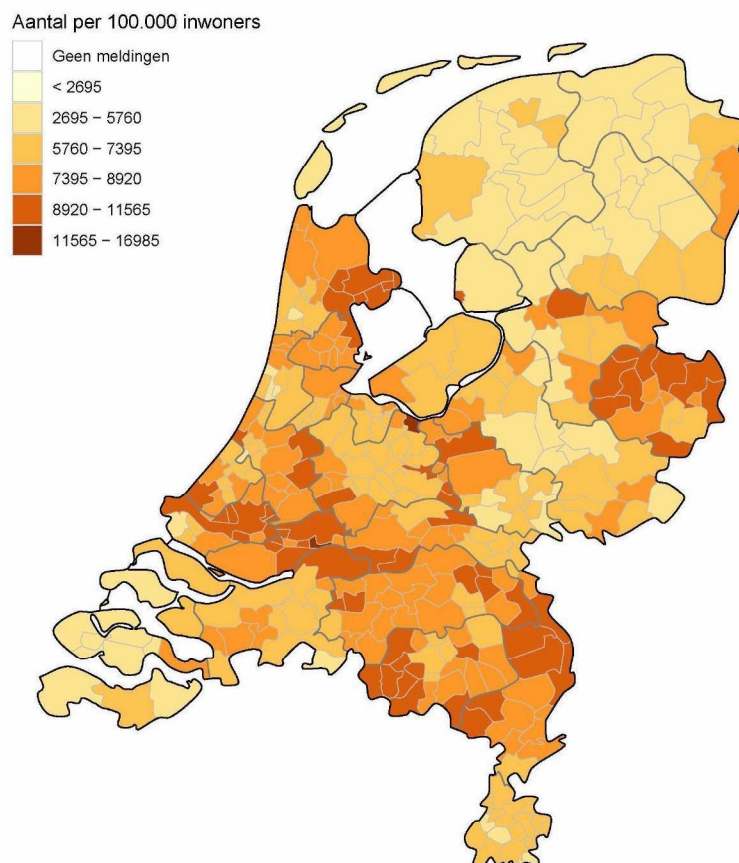 Aantal per 100.000 inwoners
Geen meldingen
< 2695
2695 – 5760
5760 – 7395
7395 – 8920
8920 – 11565
11565 – 16985